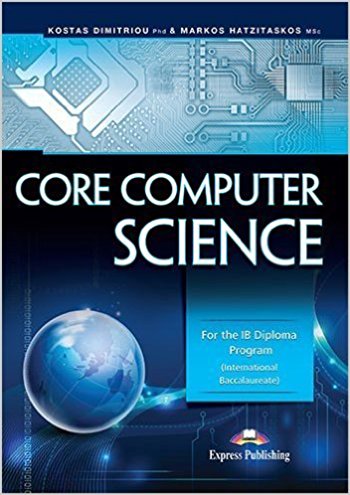 KOSTAS DIMITRIOU Phd & MARKOS HATZITASKOS MSc
CORE COMPUTER
SCIENCE
For the IB Diploma
Program
(International
Baccalaureate)
Express Publishing